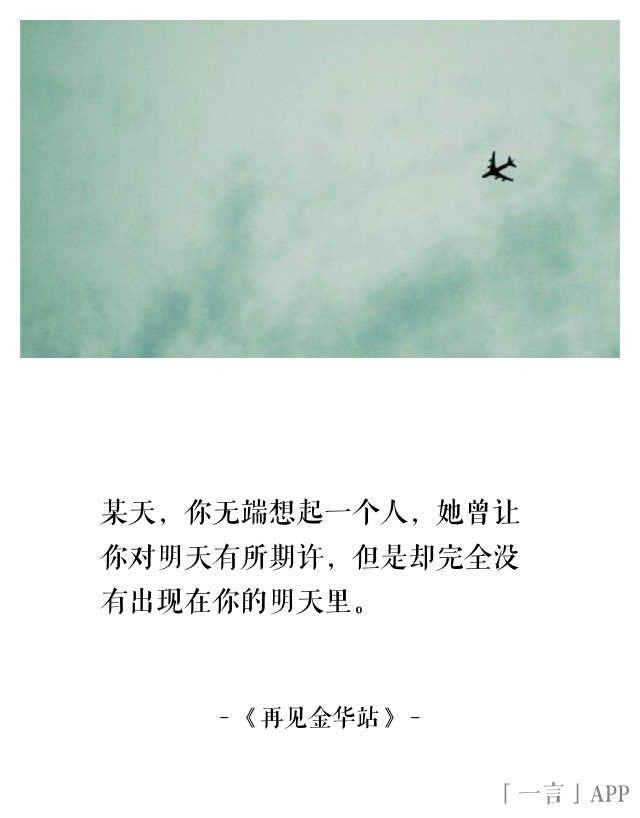 某天，你无端想起一个人，她曾让
你对明天有所期许，但是却完全没
有出现在你的明天里。
-《再见金华站》-
「一言」APP